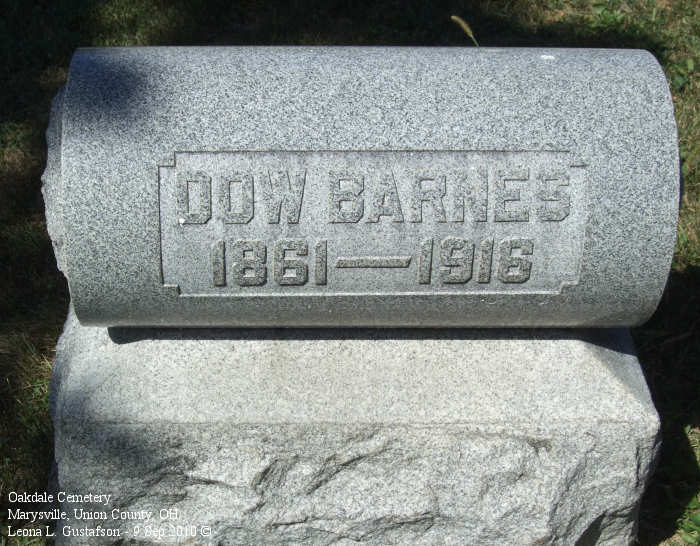 DOW BARNES
1861 — 1916
Oakdale Cemetery
Marysville, Union County, OH
Leona L. Gustafson - 9 Sep 2010 ©